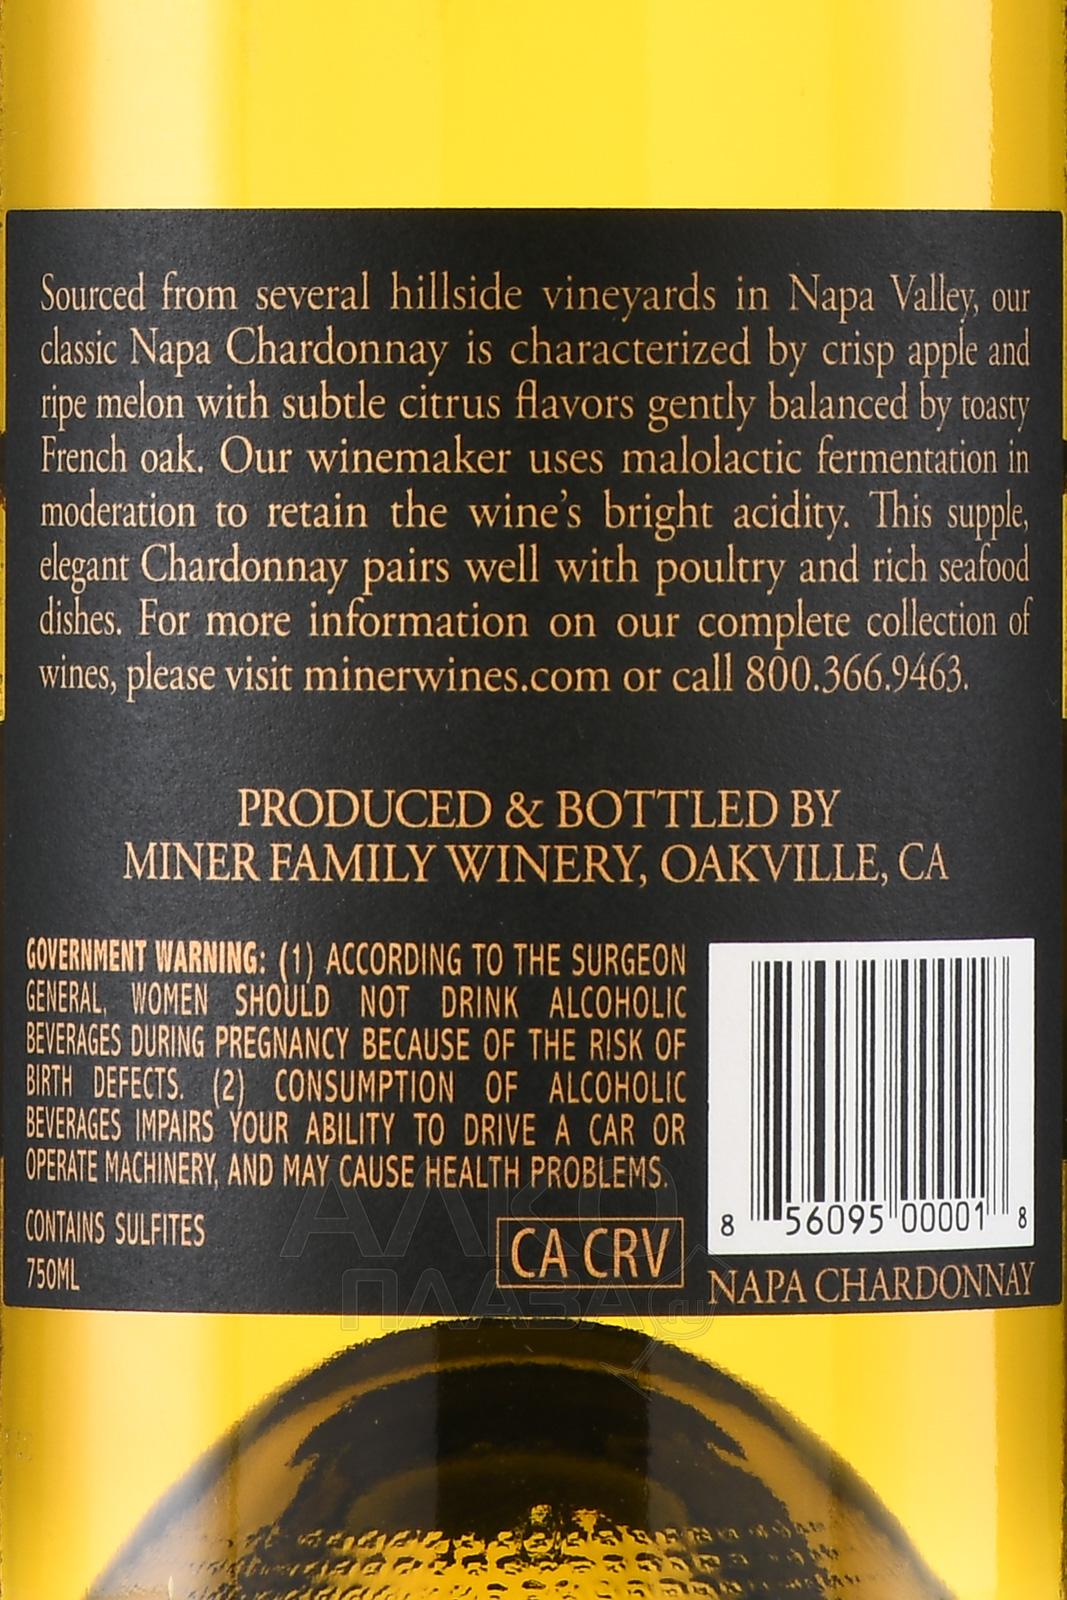 Sourced from several hillside vineyards in Napa Valley, our
classic Napa Chardonnay is characterized by crisp apple and
ripe melon with subtle citrus flavors gently balanced by toasty
French oak. Our winemaker uses malolactic fermentation in
moderation to retain the wine's bright acidity. This supple,
elegant Chardonnay pairs well with poultry and rich seafood
dishes. For more information on our complete collection of
wines, please visit minerwines.com or call 800.366.9463.
PRODUCED & BOTTLED BY
MINER FAMILY WINERY, OAKVILLE, CA
GOVERNMENT WARNING: (1) ACCORDING TO THE SURGEON
GENERAL, WOMEN SHOULD NOT DRINK ALCOHOLIC
BEVERAGES DURING PREGNANCY BECAUSE OF THE RISK OF
BIRTH DEFECTS. (2) CONSUMPTION OF ALCOHOLIC
BEVERAGES IMPAIRS YOUR ABILITY TO DRIVE A CAR OR
OPERATE MACHINERY, AND MAY CAUSE HEALTH PROBLEMS.
CONTAINS SULFITES
750ML
CA CRV
8 56095 00001 8
NAPA CHARDONNAY
АЛКО
ПЛАЗА.ru